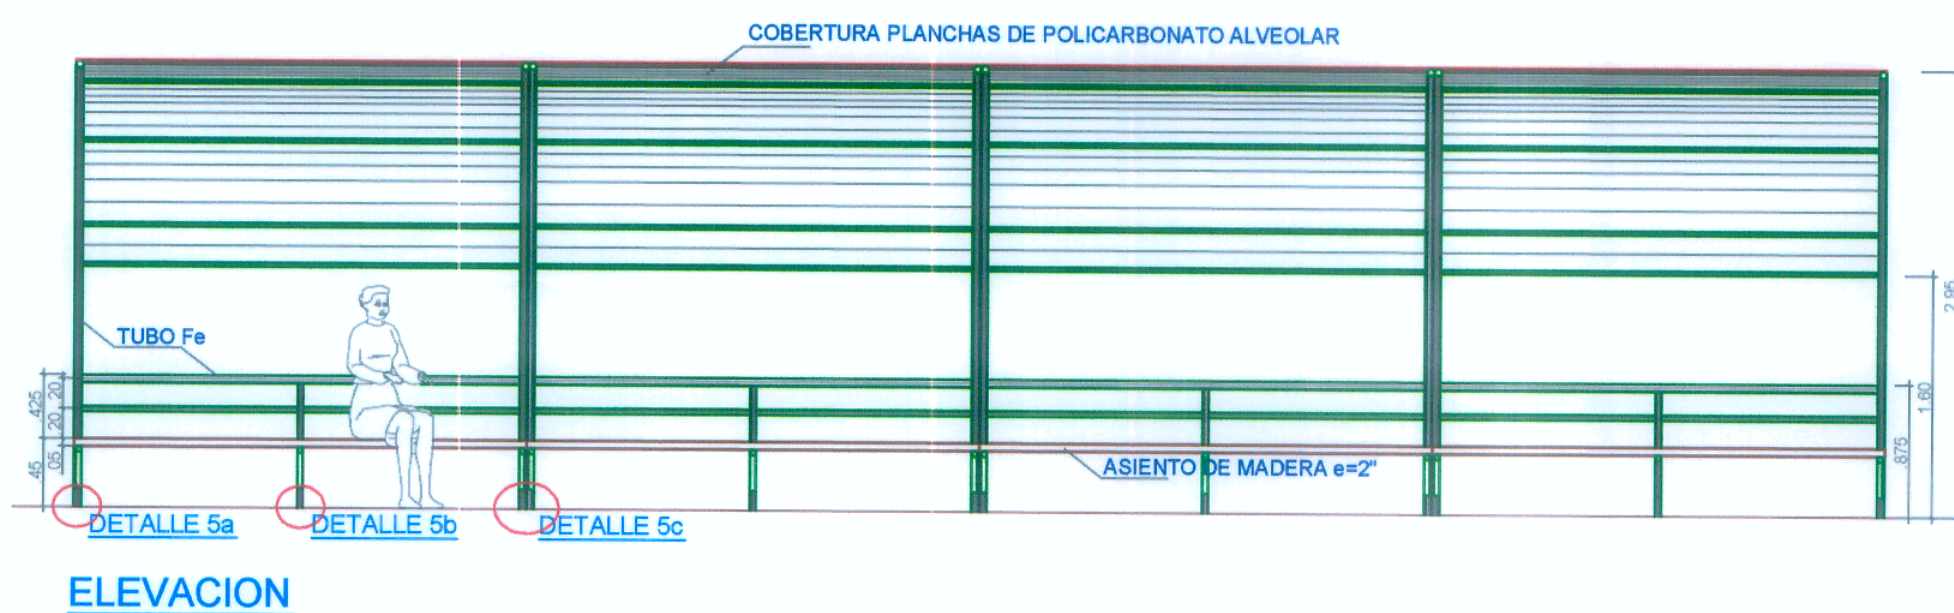 COBERTURA PLANCHAS DE POLICARBONATO ALVEOLAR
TUBO Fe
.425
.20
.20
.45
.05
2.95
1.60
.875
ASIENTO DE MADERA e=2"
DETALLE 5a
DETALLE 5b
DETALLE 5c
ELEVACION